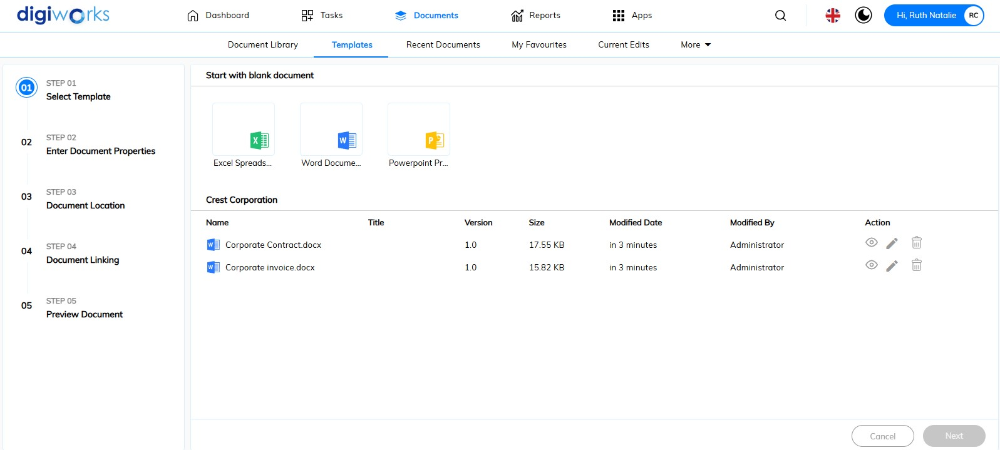 digiworks
Dashboard
Tasks
Documents
Reports
Apps
Hi, Ruth Natalie
RC
Document Library
Templates
Recent Documents
My Favourites
Current Edits
More
01
STEP 01
Select Template
02
STEP 02
Enter Document Properties
03
STEP 03
Document Location
04
STEP 04
Document Linking
05
STEP 05
Preview Document
Start with blank document
X
W
P
Excel Spreads...
Word Docume...
Powerpoint Pr...
Crest Corporation
Name Title Version Size Modified Date Modified By Action
W Corporate Contract.docx 1.0 17.55 KB in 3 minutes Administrator
W Corporate invoice.docx 1.0 15.82 KB in 3 minutes Administrator
Cancel
Next